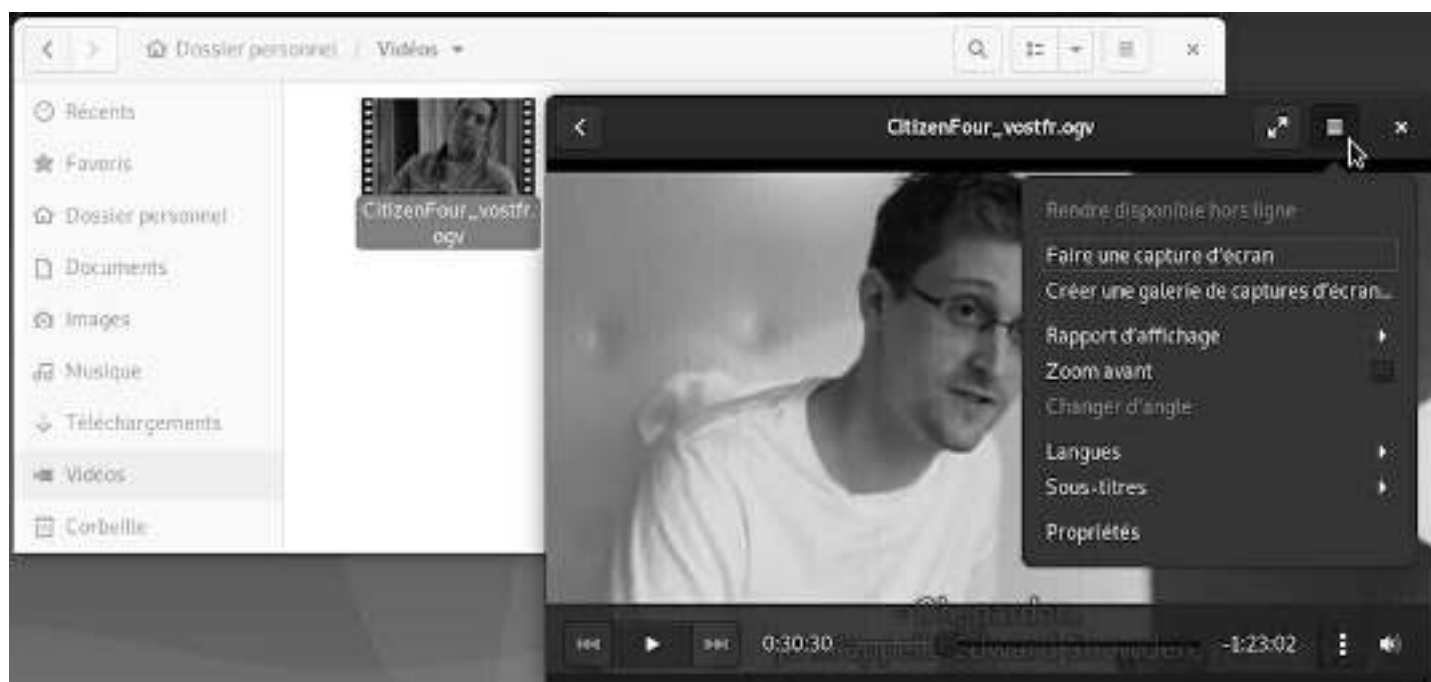 Dossier personnel / Vidéos
Récents
Favoris
Dossier personnel
Documents
Images
Musique
Téléchargements
Vidéos
Corbeille
CitizenFour_vostfr.
ogv
CitizenFour_vostfr.ogv
Rendre disponible hors ligne
Faire une capture d'écran
Créer une galerie de captures d'écran…
Rapport d'affichage
Zoom avant
Changer d'angle
Langues
Sous-titres
Propriétés
0:30:30
-1:23:02